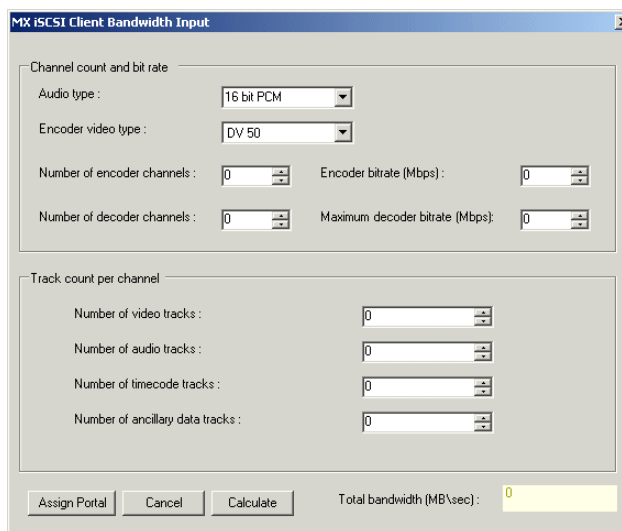 MX iSCSI Client Bandwidth Input
Channel count and bit rate
Audio type : 16 bit PCM
Encoder video type : DV 50
Number of encoder channels : 0 Encoder bitrate (Mbps) : 0
Number of decoder channels : 0 Maximum decoder bitrate (Mbps): 0
Track count per channel
Number of video tracks : 0
Number of audio tracks : 0
Number of timecode tracks : 0
Number of ancillary data tracks : 0
Assign Portal Cancel Calculate Total bandwidth (MB\sec) : 0